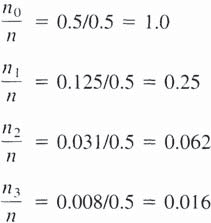 n₀/n = 0.5/0.5 = 1.0
n₁/n = 0.125/0.5 = 0.25
n₂/n = 0.031/0.5 = 0.062
n₃/n = 0.008/0.5 = 0.016